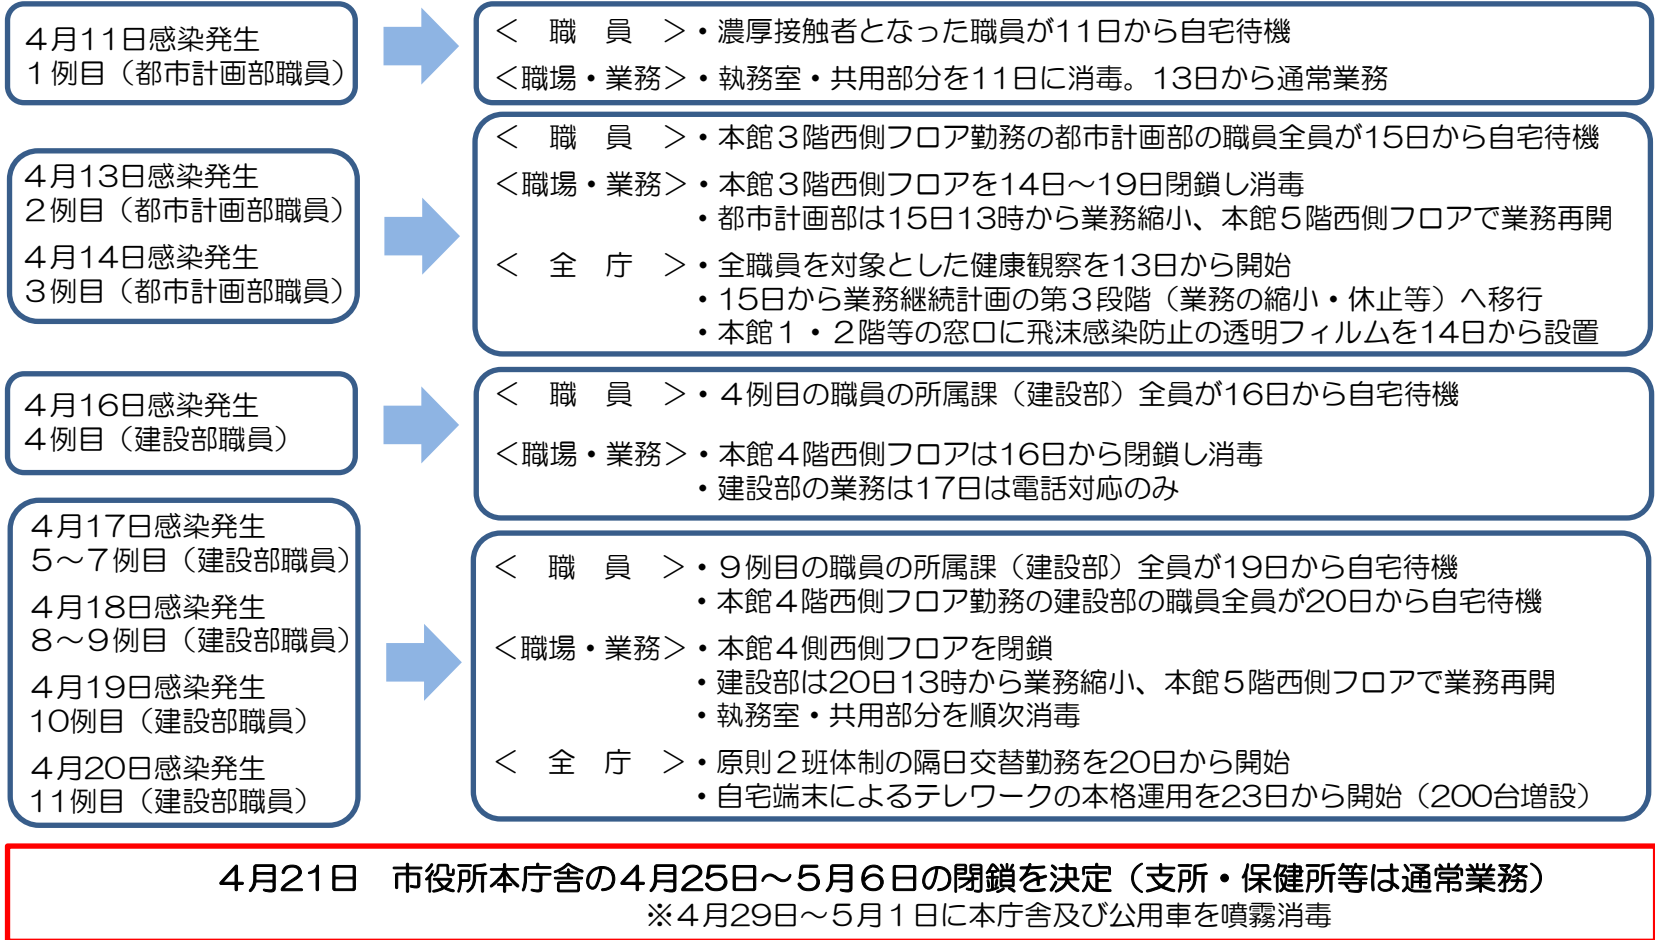 4月11日感染発生
1例目（都市計画部職員）
＜　職　員　＞・濃厚接触者となった職員が11日から自宅待機
＜職場・業務＞・執務室・共用部分を11日に消毒。13日から通常業務
4月13日感染発生
2例目（都市計画部職員）
4月14日感染発生
3例目（都市計画部職員）
＜　職　員　＞・本館３階西側フロア勤務の都市計画部の職員全員が15日から自宅待機
＜職場・業務＞・本館３階西側フロアを14日～19日閉鎖し消毒
・都市計画部は15日13時から業務縮小、本館５階西側フロアで業務再開
＜　全　庁　＞・全職員を対象とした健康観察を13日から開始
・15日から業務継続計画の第３段階（業務の縮小・休止等）へ移行
・本館１・２階等の窓口に飛沫感染防止の透明フィルムを14日から設置
4月16日感染発生
4例目（建設部職員）
＜　職　員　＞・４例目の職員の所属課（建設部）全員が16日から自宅待機
＜職場・業務＞・本館４階西側フロアは16日から閉鎖し消毒
・建設部の業務は17日は電話対応のみ
4月17日感染発生
5～7例目（建設部職員）
4月18日感染発生
8～9例目（建設部職員）
4月19日感染発生
10例目（建設部職員）
4月20日感染発生
11例目（建設部職員）
＜　職　員　＞・９例目の職員の所属課（建設部）全員が19日から自宅待機
・本館４階西側フロア勤務の建設部の職員全員が20日から自宅待機
＜職場・業務＞・本館４側西側フロアを閉鎖
・建設部は20日13時から業務縮小、本館５階西側フロアで業務再開
・執務室・共用部分を順次消毒
＜　全　庁　＞・原則２班体制の隔日交替勤務を20日から開始
・自宅端末によるテレワークの本格運用を23日から開始（200台増設）
4月21日　市役所本庁舎の４月25日～５月６日の閉鎖を決定（支所・保健所等は通常業務）
※４月29日～５月１日に本庁舎及び公用車を噴霧消毒